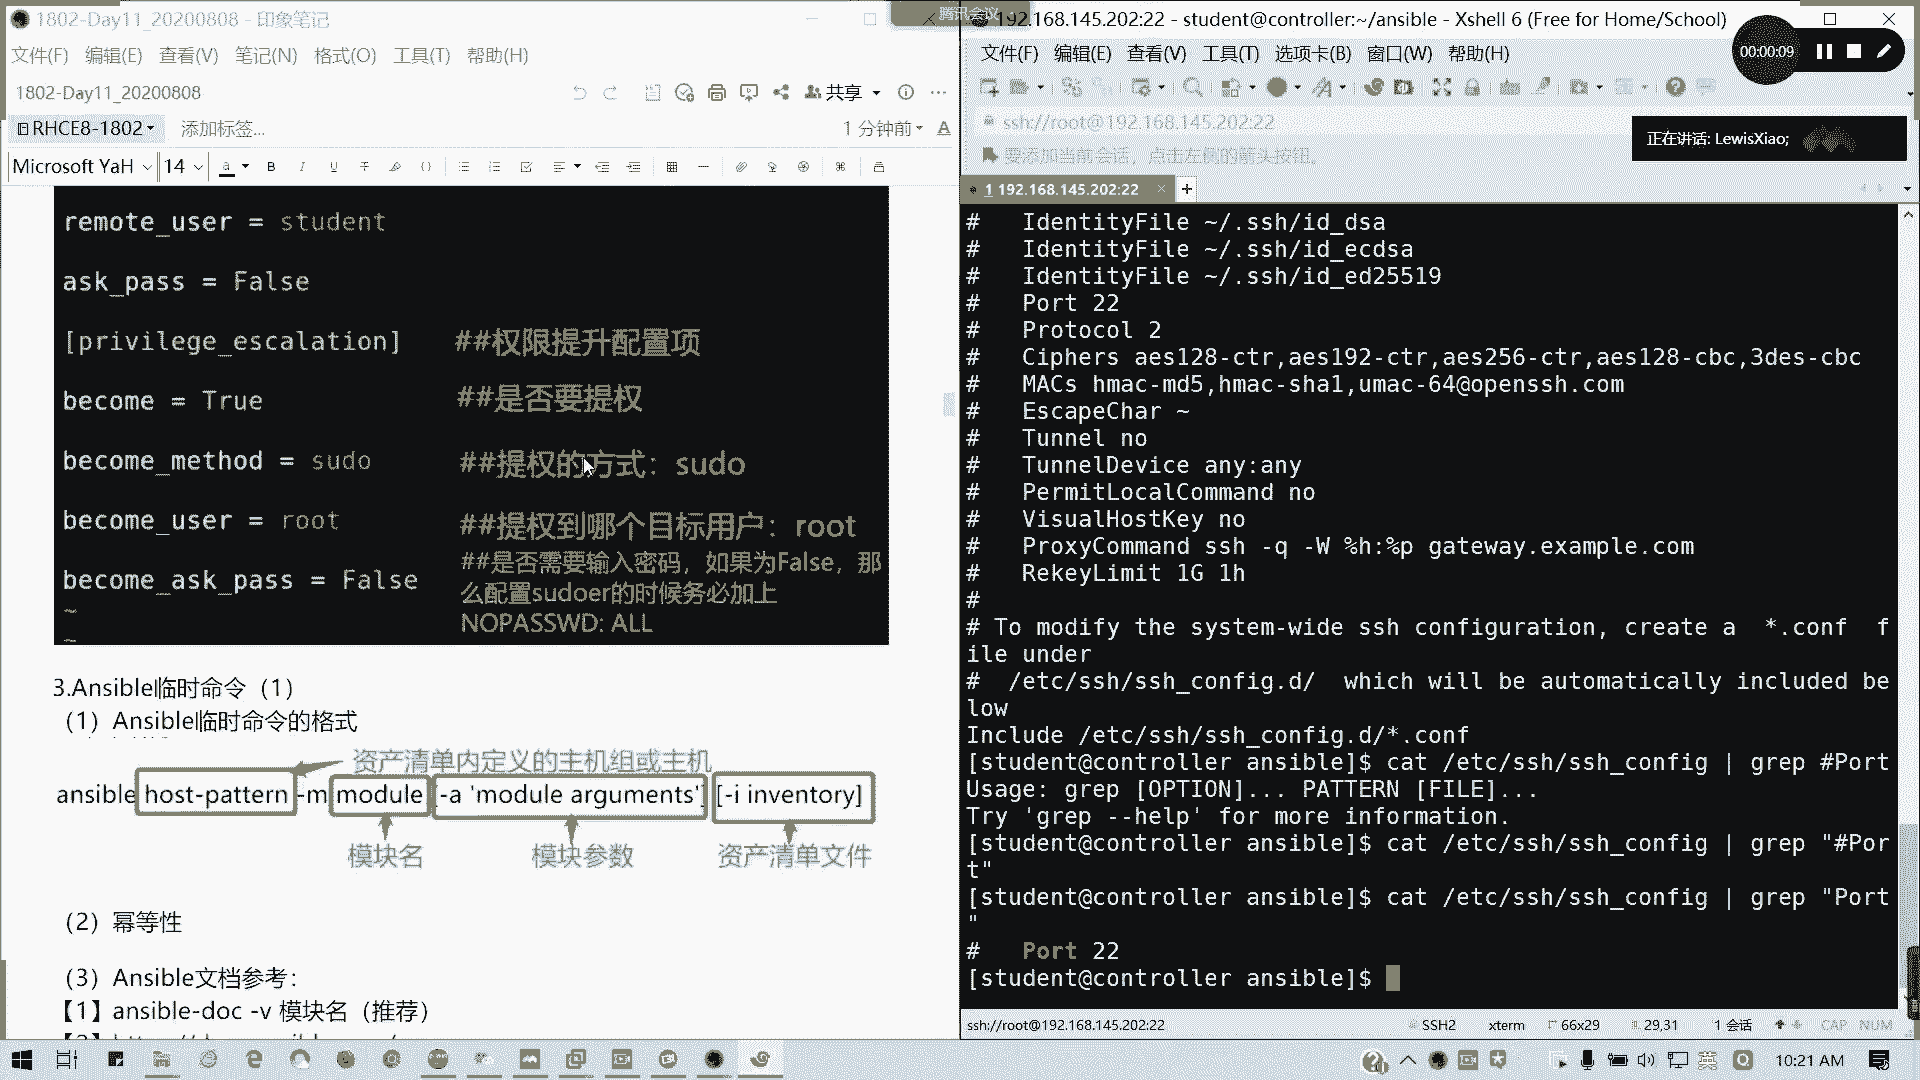 1802-Day11_20200808 - 印象笔记
文件(F) 编辑(E) 查看(V) 笔记(N) 格式(O) 工具(T) 帮助(H)
1802-Day11_20200808
共享
RHCE8-1802
添加标签...
1 分钟前
Microsoft YaH
14
remote_user = student
ask_pass = False
[privilege_escalation] ##权限提升配置项
become = True ##是否要提权
become_method = sudo ##提权的方式：sudo
become_user = root ##提权到哪个目标用户：root
become_ask_pass = False ##是否需要输入密码，如果为False，那
么配置sudoer的时候务必加上
NOPASSWD: ALL
~
~
3.Ansible临时命令（1）
（1）Ansible临时命令的格式
资产清单内定义的主机组或主机
ansible host-pattern -m module [-a 'module arguments'] [-i inventory]
模块名 模块参数 资产清单文件
（2）幂等性
（3）Ansible文档参考：
【1】ansible-doc -v 模块名（推荐）
腾讯会议
192.168.145.202:22 - student@controller:~/ansible - Xshell 6 (Free for Home/School)
文件(F) 编辑(E) 查看(V) 工具(T) 选项卡(B) 窗口(W) 帮助(H)
00:00:09
ssh://root@192.168.145.202:22
正在讲话: LewisXiao;
要添加当前会话，点击左侧的箭头按钮。
1 192.168.145.202:22
#   IdentityFile ~/.ssh/id_dsa
#   IdentityFile ~/.ssh/id_ecdsa
#   IdentityFile ~/.ssh/id_ed25519
#   Port 22
#   Protocol 2
#   Ciphers aes128-ctr,aes192-ctr,aes256-ctr,aes128-cbc,3des-cbc
#   MACs hmac-md5,hmac-sha1,umac-64@openssh.com
#   EscapeChar ~
#   Tunnel no
#   TunnelDevice any:any
#   PermitLocalCommand no
#   VisualHostKey no
#   ProxyCommand ssh -q -W %h:%p gateway.example.com
#   RekeyLimit 1G 1h
#
# To modify the system-wide ssh configuration, create a  *.conf  f
ile under
#  /etc/ssh/ssh_config.d/  which will be automatically included be
low
Include /etc/ssh/ssh_config.d/*.conf
[student@controller ansible]$ cat /etc/ssh/ssh_config | grep #Port
Usage: grep [OPTION]... PATTERN [FILE]...
Try 'grep --help' for more information.
[student@controller ansible]$ cat /etc/ssh/ssh_config | grep "#Por
t"
[student@controller ansible]$ cat /etc/ssh/ssh_config | grep "Port
"
#   Port 22
[student@controller ansible]$
ssh://root@192.168.145.202:22 SSH2 xterm 66x29 29,31 1 会话 CAP NUM
英
10:21 AM